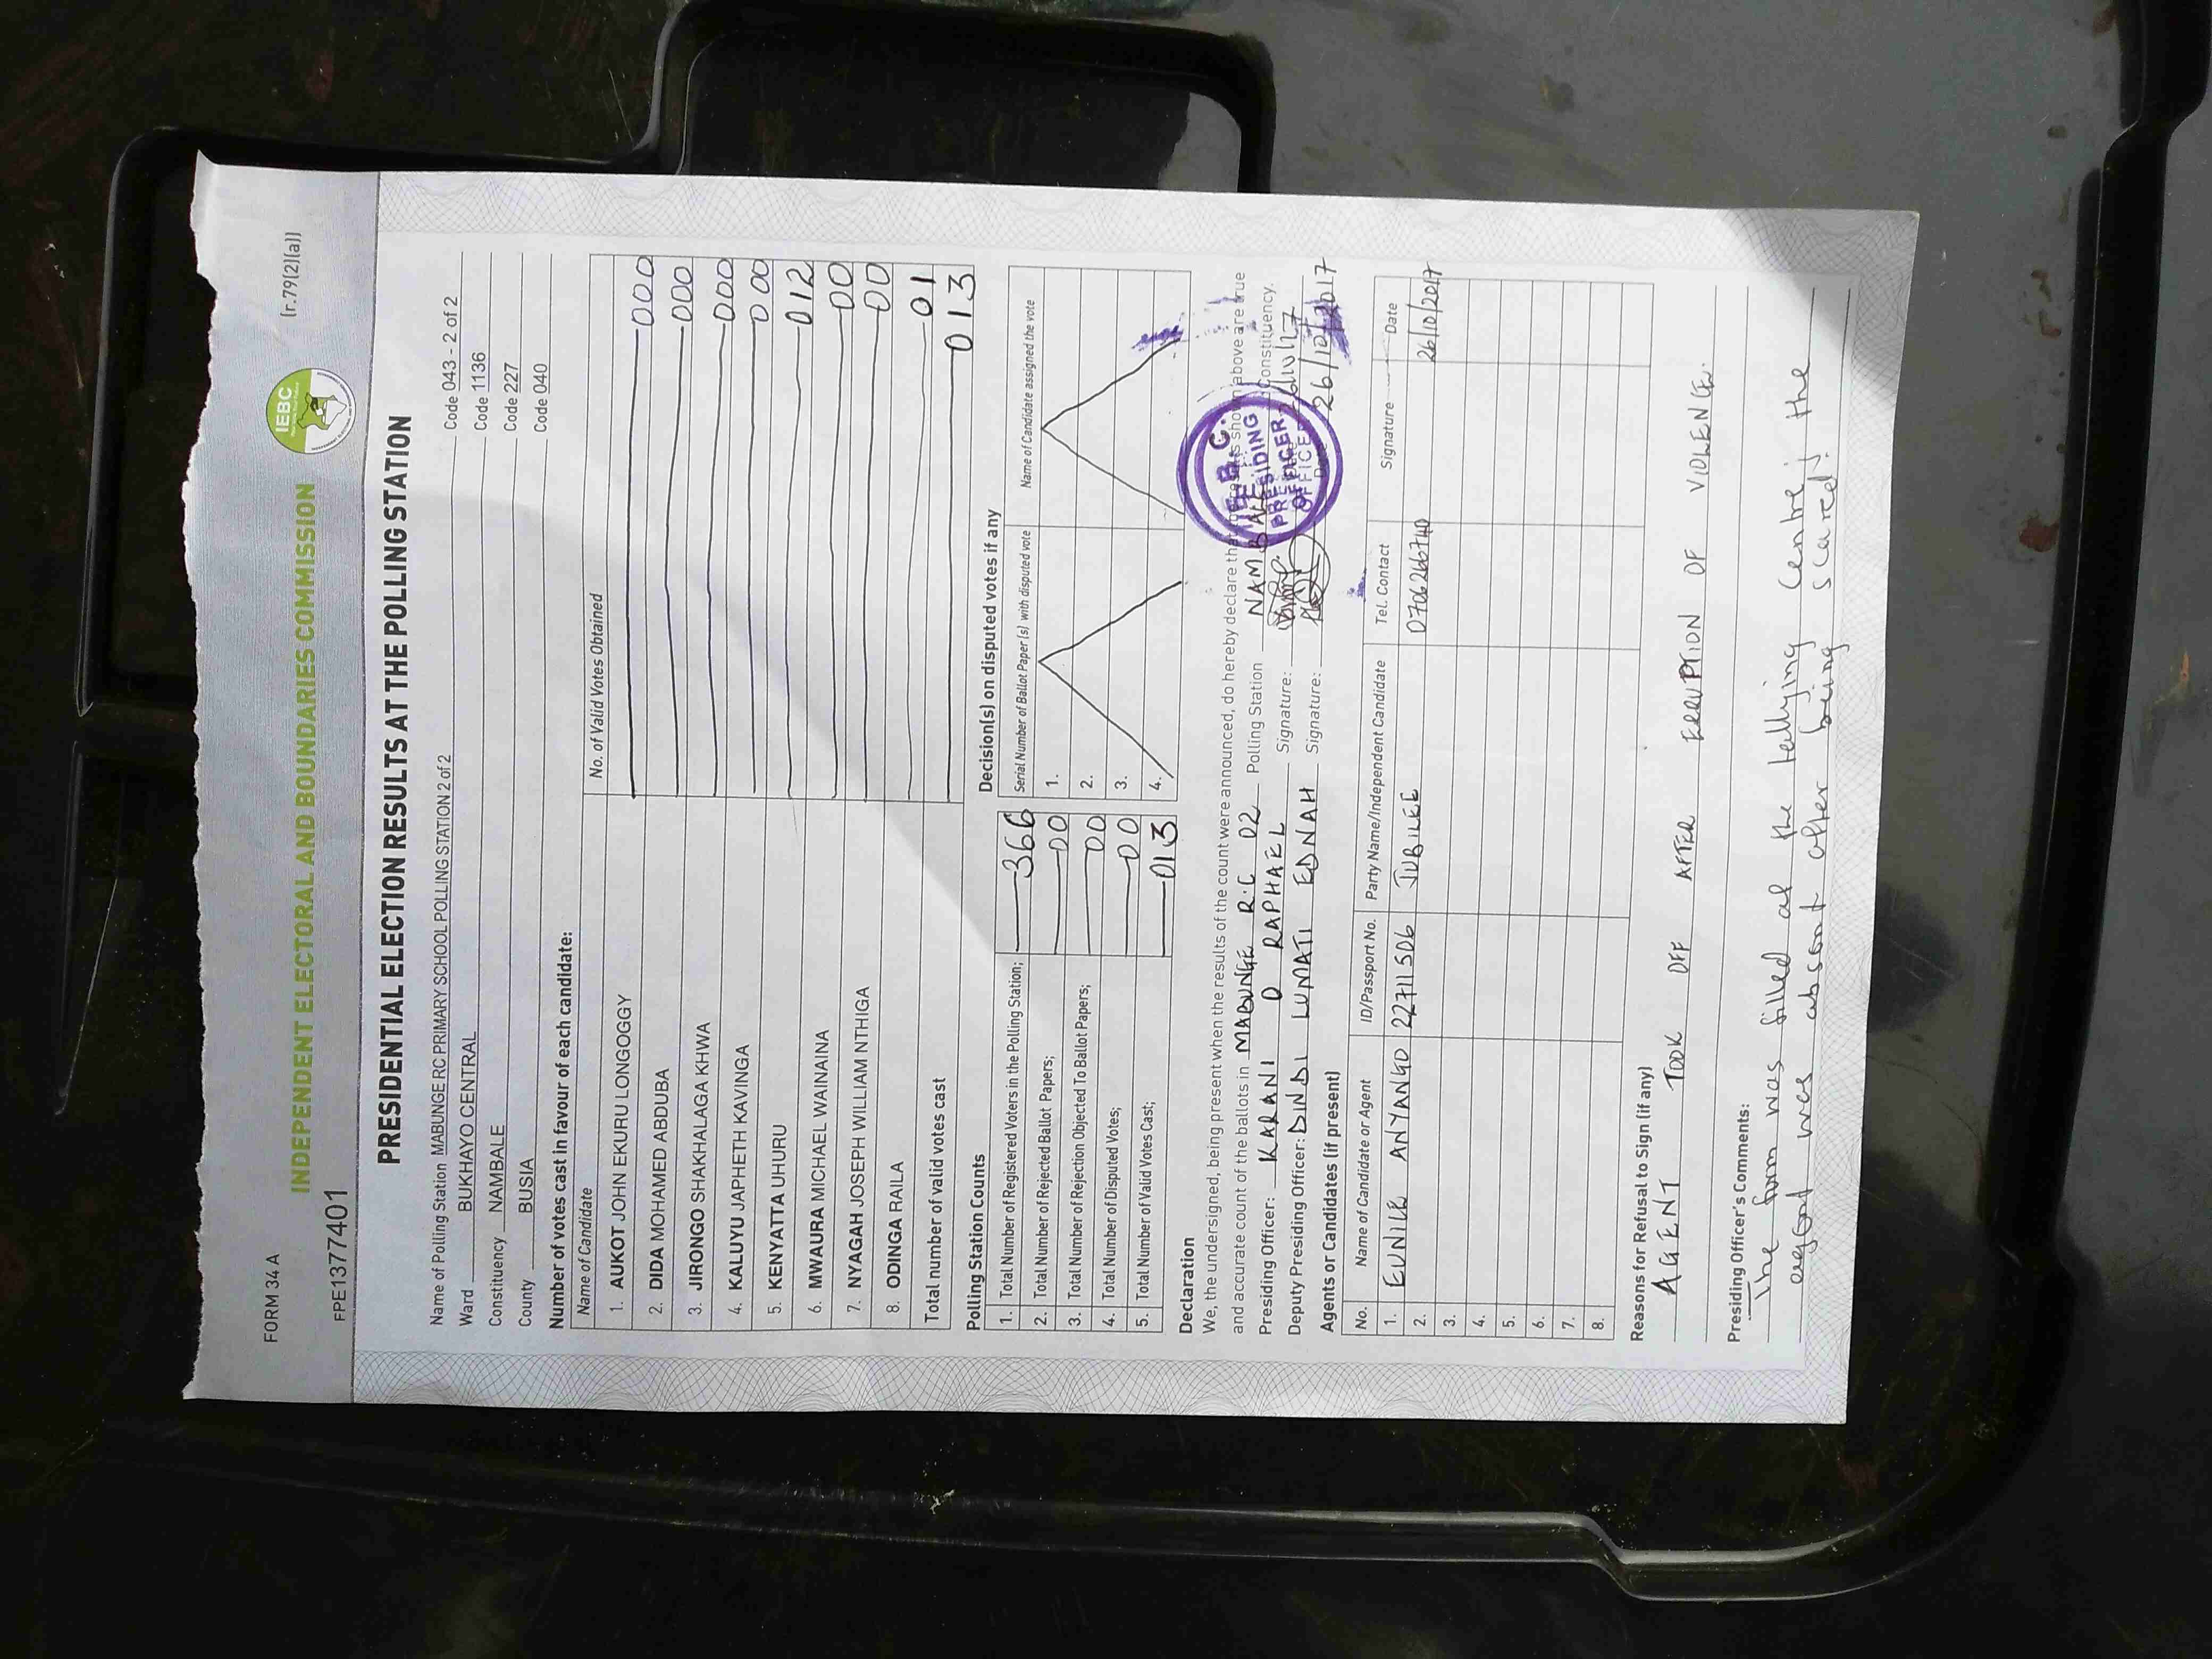 FORM 34 A
(r.79(2)(a))
IEBC
INDEPENDENT ELECTORAL AND BOUNDARIES COMMISSION
FPE1377401
PRESIDENTIAL ELECTION RESULTS AT THE POLLING STATION
Name of Polling Station MABUNGE RC PRIMARY SCHOOL POLLING STATION 2 of 2 Code 043 - 2 of 2
Ward BUKHAYO CENTRAL Code 1136
Constituency NAMBALE Code 227
County BUSIA Code 040
Number of votes cast in favour of each candidate:
Name of Candidate No. of Valid Votes Obtained
1. AUKOT JOHN EKURU LONGOGGY 000
2. DIDA MOHAMED ABDUBA 000
3. JIRONGO SHAKHALAGA KHWA 000
4. KALUYU JAPHETH KAVINGA 000
5. KENYATTA UHURU 012
6. MWAURA MICHAEL WAINAINA 00
7. NYAGAH JOSEPH WILLIAM NTHIGA 00
8. ODINGA RAILA 01
Total number of valid votes cast 013
Polling Station Counts
1. Total Number of Registered Voters in the Polling Station; 366
2. Total Number of Rejected Ballot Papers; 00
3. Total Number of Rejection Objected To Ballot Papers; 00
4. Total Number of Disputed Votes; 00
5. Total Number of Valid Votes Cast; 013
Decision(s) on disputed votes if any
Serial Number of Ballot Paper(s) with disputed vote Name of Candidate assigned the vote
1.
2.
3.
4.
Declaration
We, the undersigned, being present when the results of the count were announced, do hereby declare that the results shown above are true
and accurate count of the ballots in MABUNGE R.C 02 Polling Station NAMBALE Constituency.
Presiding Officer: KARANI O RAPHAEL Signature:
Deputy Presiding Officer: DINDI LUMATI EDNAH Signature: 26/10/2017
I.E.B.C.
PRESIDING
OFFICER
Agents or Candidates (if present)
No. Name of Candidate or Agent ID/Passport No. Party Name/Independent Candidate Tel. Contact Signature Date
1. EUNICE ANYANGO 22711506 JUBILEE 0706266740 26/10/2017
2.
3.
4.
5.
6.
7.
8.
Reasons for Refusal to Sign (if any)
AGENT TOOK OFF AFTER ERRUPTION OF VIOLENCE.
Presiding Officer's Comments:
The form was filled at the tallying centre; the
agent was absent after being scared.